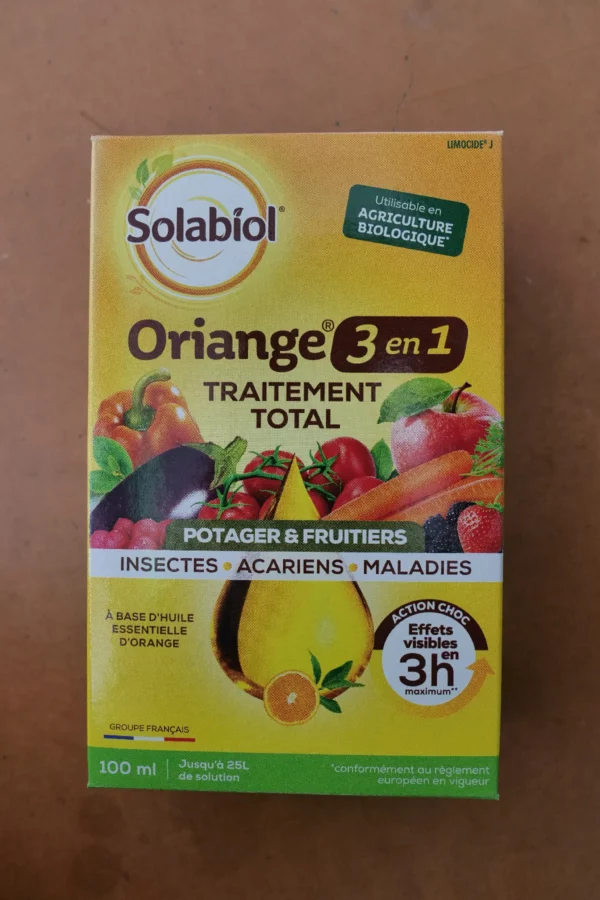 LIMOCIDE® J
Solabiol®
Utilisable en
AGRICULTURE
BIOLOGIQUE*
Oriange® 3 en 1
TRAITEMENT
TOTAL
POTAGER & FRUITIERS
INSECTES • ACARIENS • MALADIES
À BASE D'HUILE
ESSENTIELLE
D'ORANGE
ACTION CHOC
Effets
visibles
en
3h
maximum**
GROUPE FRANÇAIS
100 ml
Jusqu'à 25L
de solution
*conformément au règlement
européen en vigueur